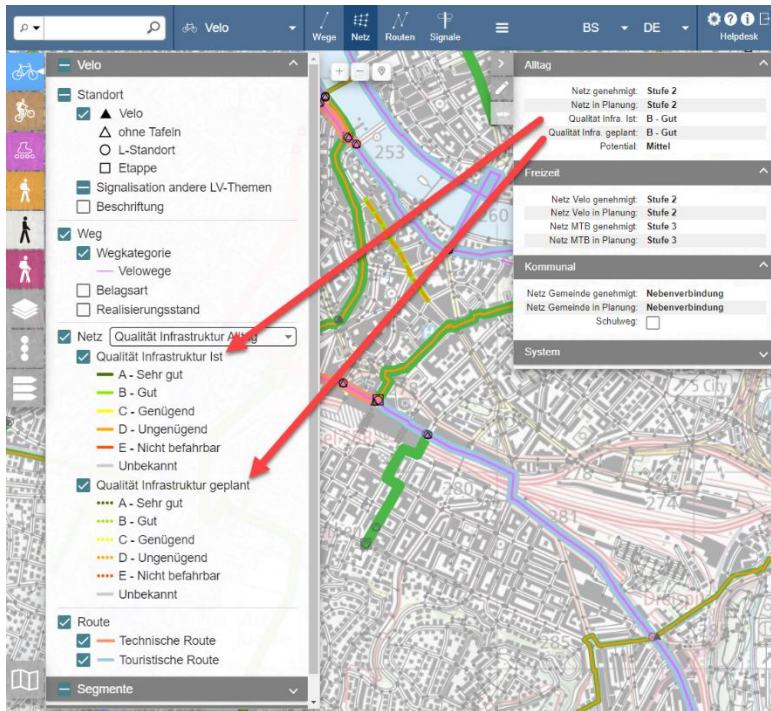 Velo
Wege
Netz
Routen
Signale
BS
DE
Helpdesk
Velo
Standort
Velo
ohne Tafeln
L-Standort
Etappe
Signalisation andere LV-Themen
Beschriftung
Weg
Wegkategorie
Velowege
Belagsart
Realisierungsstand
Netz Qualität Infrastruktur Alltag
Qualität Infrastruktur Ist
A - Sehr gut
B - Gut
C - Genügend
D - Ungenügend
E - Nicht befahrbar
Unbekannt
Qualität Infrastruktur geplant
A - Sehr gut
B - Gut
C - Genügend
D - Ungenügend
E - Nicht befahrbar
Unbekannt
Route
Technische Route
Touristische Route
Segmente
Alltag
Netz genehmigt: Stufe 2
Netz in Planung: Stufe 2
Qualität Infra. Ist: B - Gut
Qualität Infra. geplant: B - Gut
Potential: Mittel
Freizeit
Netz Velo genehmigt: Stufe 2
Netz Velo in Planung: Stufe 2
Netz MTB genehmigt: Stufe 3
Netz MTB in Planung: Stufe 3
Kommunal
Netz Gemeinde genehmigt: Nebenverbindung
Netz Gemeinde in Planung: Nebenverbindung
Schulweg:
System
253
260
280
281
274
285